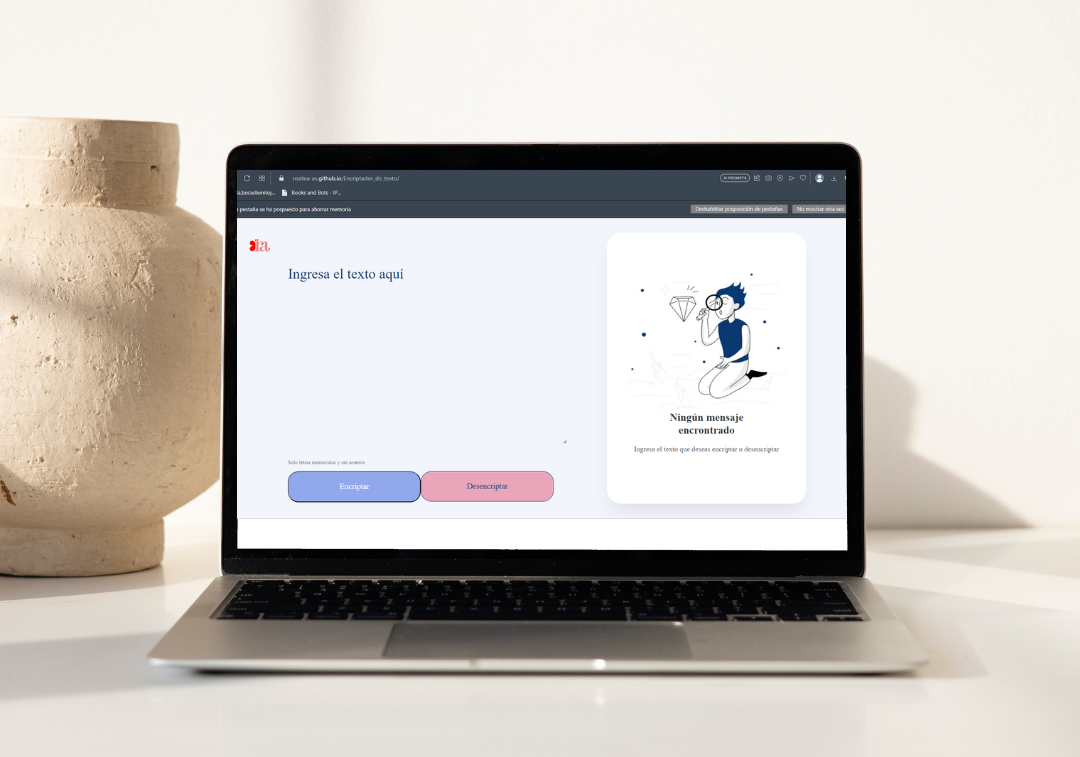 rositaa-as.github.io/Encriptador_de_texto/
AI PROMPTS
Books and Bots - IF...
pestaña se ha pospuesto para ahorrar memoria
Deshabilitar posposición de pestañas
No mostrar otra vez
ia
Ingresa el texto aquí
Solo letras minúsculas y sin acentos
Encriptar
Desencriptar
Ningún mensaje
encrontrado
Ingresa el texto que deseas encriptar o desencriptar